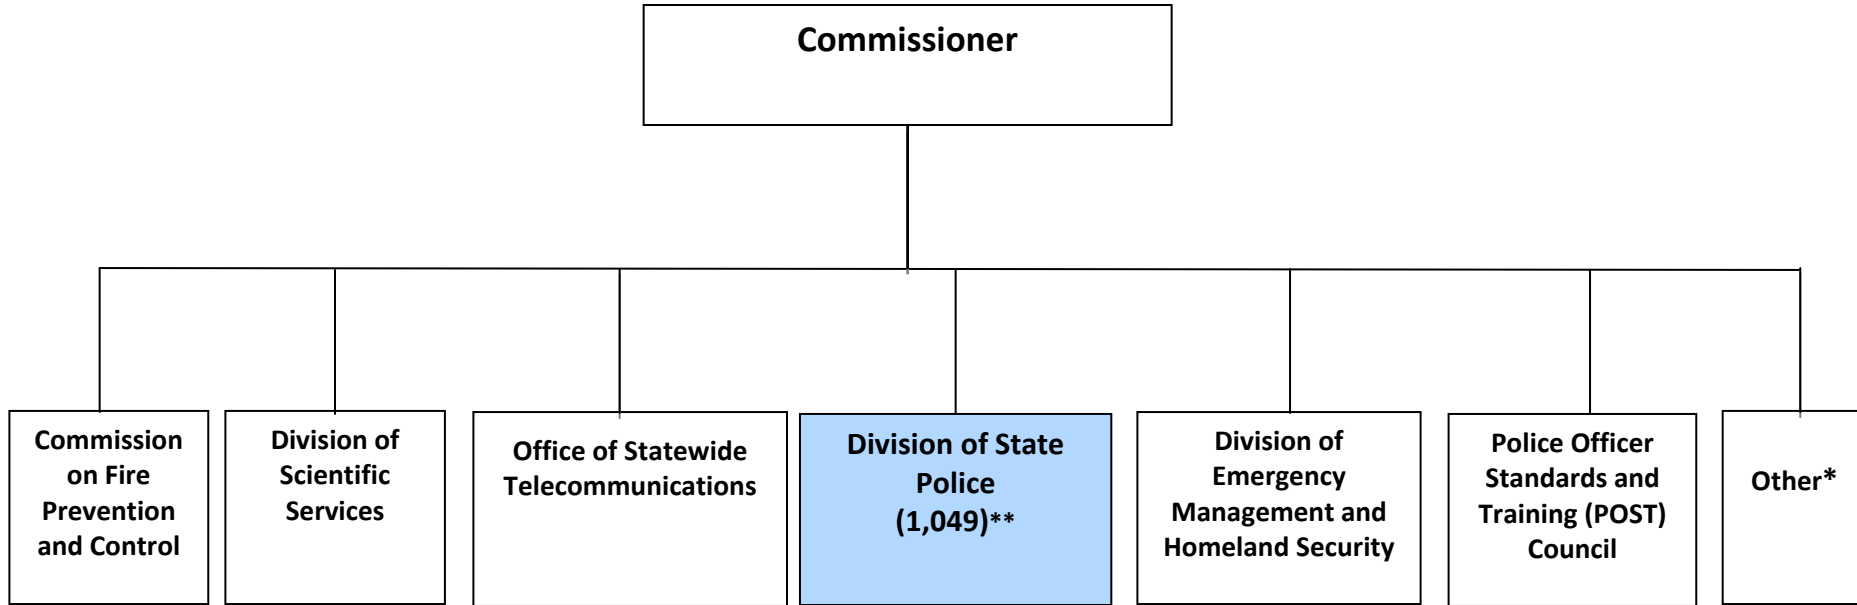 Commissioner
Commission
on Fire
Prevention
and Control
Division of
Scientific
Services
Office of Statewide
Telecommunications
Division of State
Police
(1,049)**
Division of
Emergency
Management and
Homeland Security
Police Officer
Standards and
Training (POST)
Council
Other*